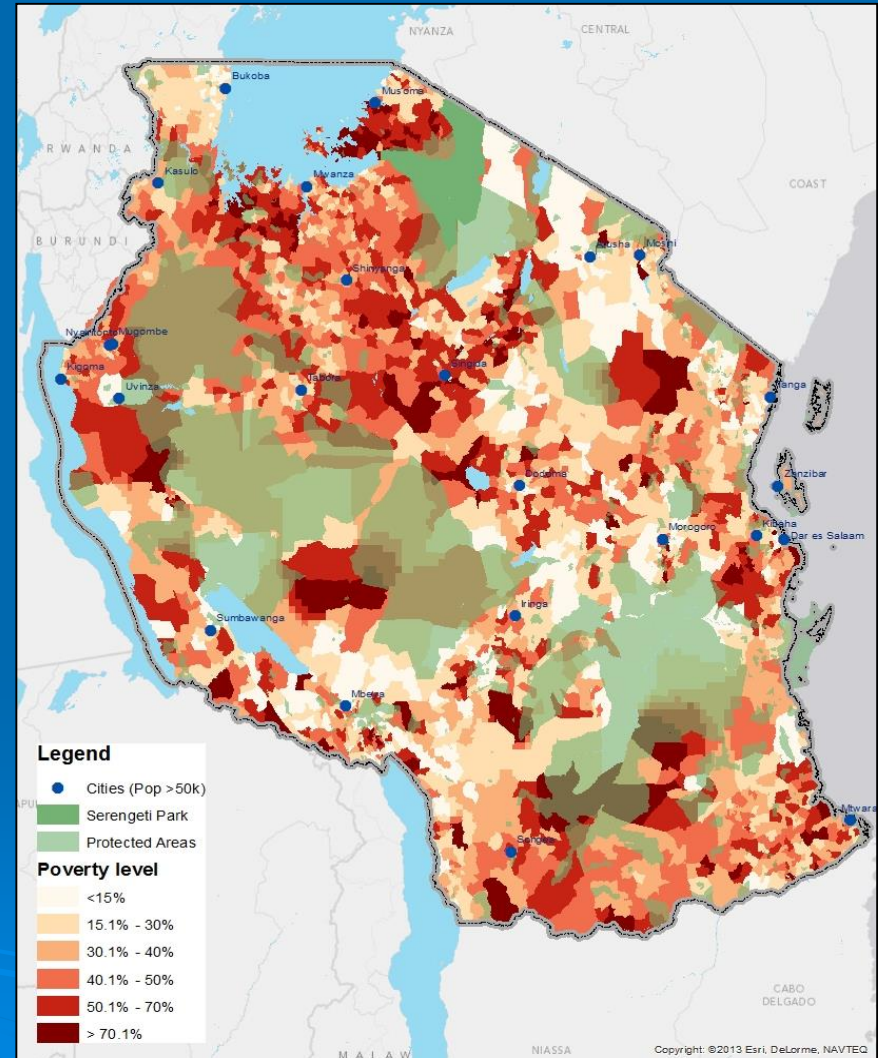 NYANZA
CENTRAL
Bukoba
Musoma
RWANDA
Kasulo
Mwanza
COAST
BURUNDI
Arusha
Moshi
Shinyanga
Mugombe
Kigoma
Uvinza
Tabora
Singida
Tanga
Dodoma
Zanzibar
Morogoro
Kibaha
Dar es Salaam
Iringa
Sumbawanga
Mbeya
Songea
Mtwara
Legend
Cities (Pop >50k)
Serengeti Park
Protected Areas
Poverty level
<15%
15.1% - 30%
30.1% - 40%
40.1% - 50%
50.1% - 70%
> 70.1%
CABO
DELGADO
MALAW
NIASSA
Copyright: ©2013 Esri, DeLorme, NAVTEQ